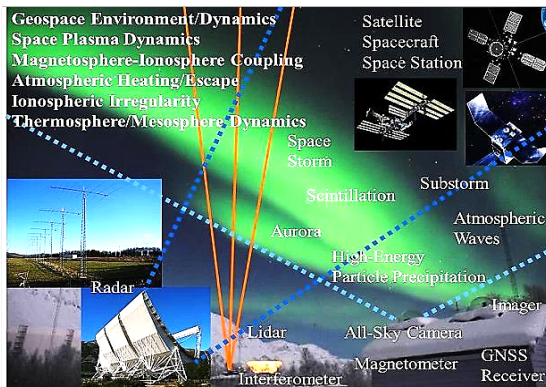 Geospace Environment/Dynamics
Space Plasma Dynamics
Magnetosphere-Ionosphere Coupling
Atmospheric Heating/Escape
Ionospheric Irregularity
Thermosphere/Mesosphere Dynamics
Satellite
Spacecraft
Space Station
Space
Storm
Scintillation
Substorm
Aurora
Atmospheric
Waves
High-Energy
Particle Precipitation
Radar
Imager
Lidar
All-Sky Camera
Magnetometer
GNSS
Receiver
Interferometer